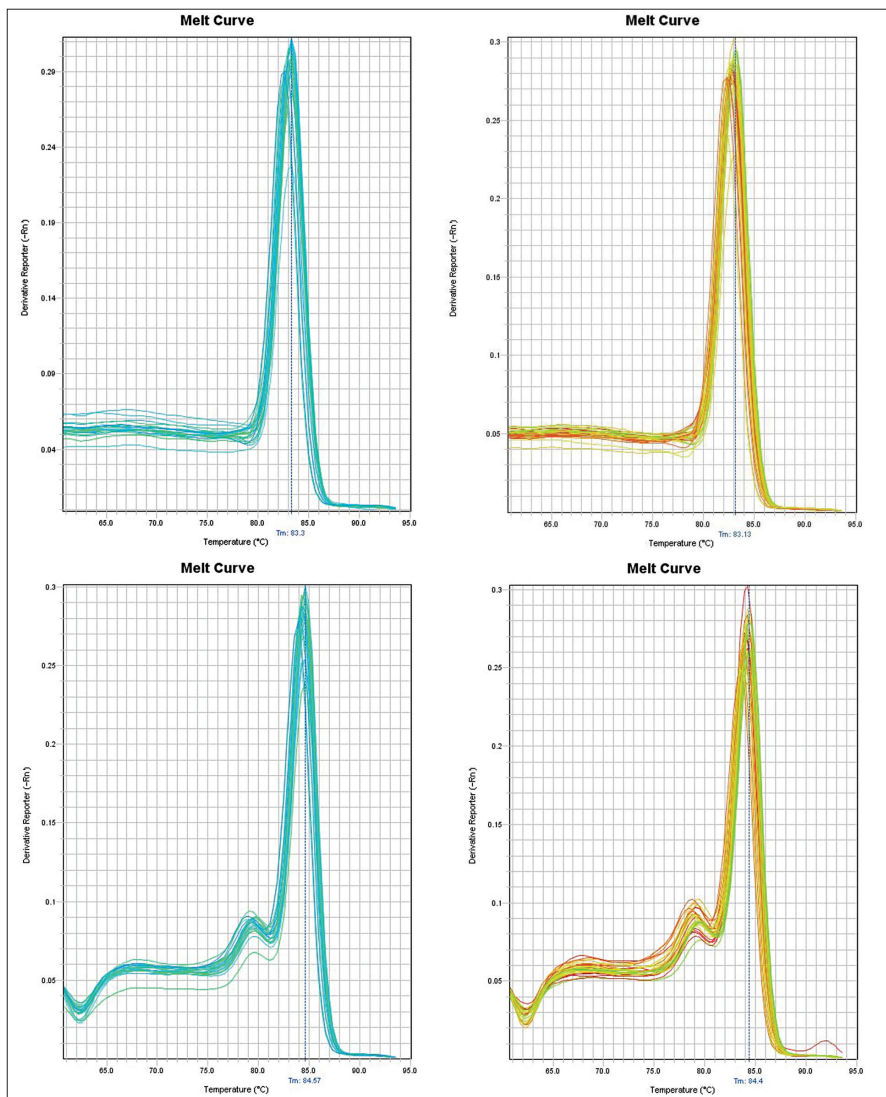 Melt Curve
Derivative Reporter (-Rn')
0.29
0.24
0.19
0.14
0.09
0.04
65.0 70.0 75.0 80.0 85.0 90.0 95.0
Tm: 83.3
Temperature (°C)
Melt Curve
Derivative Reporter (-Rn')
0.3
0.25
0.2
0.15
0.1
0.05
65.0 70.0 75.0 80.0 85.0 90.0 95.0
Tm: 83.13
Temperature (°C)
Melt Curve
Derivative Reporter (-Rn')
0.3
0.25
0.2
0.15
0.1
0.05
65.0 70.0 75.0 80.0 85.0 90.0 95.0
Temperature (°C)
Tm: 84.57
Melt Curve
Derivative Reporter (-Rn')
0.3
0.25
0.2
0.15
0.1
0.05
65.0 70.0 75.0 80.0 85.0 90.0 95.0
Temperature (°C)
Tm: 84.4